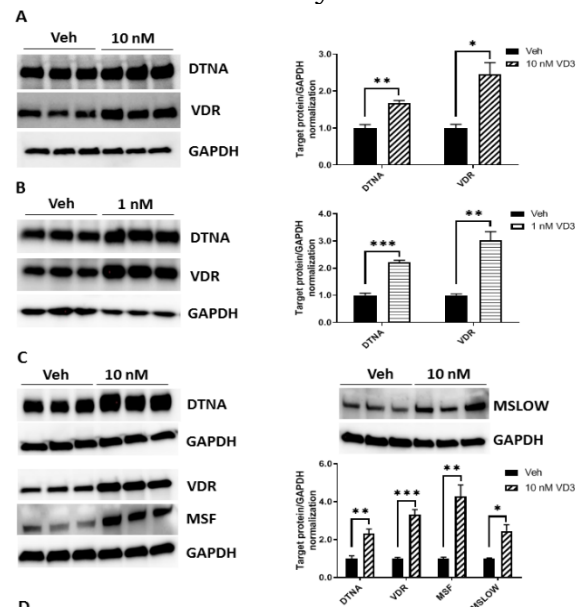 A
Veh 10 nM
DTNA
VDR
GAPDH
Target protein/GAPDH
normalization
3.0
2.0
1.0
0.0
** *
DTNA VDR
Veh
10 nM VD3
B
Veh 1 nM
DTNA
VDR
GAPDH
Target protein/GAPDH
normalization
4.0
3.0
2.0
1.0
0.0
*** **
DTNA VDR
Veh
1 nM VD3
C
Veh 10 nM
DTNA
GAPDH
VDR
MSF
GAPDH
Veh 10 nM
MSLOW
GAPDH
Target protein/GAPDH
normalization
6.0
4.0
2.0
0.0
** *** ** *
DTNA VDR MSF MSLOW
Veh
10 nM VD3